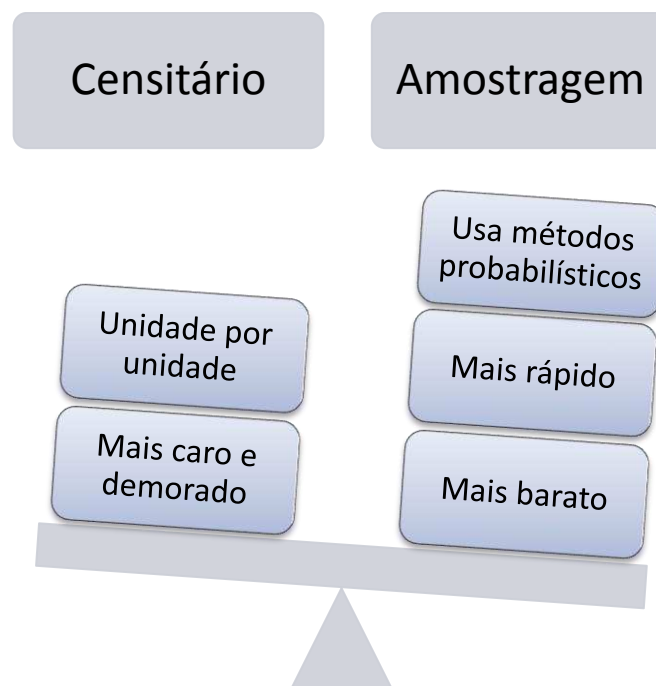 Censitário
Amostragem
Unidade por
unidade
Mais caro e
demorado
Usa métodos
probabilísticos
Mais rápido
Mais barato